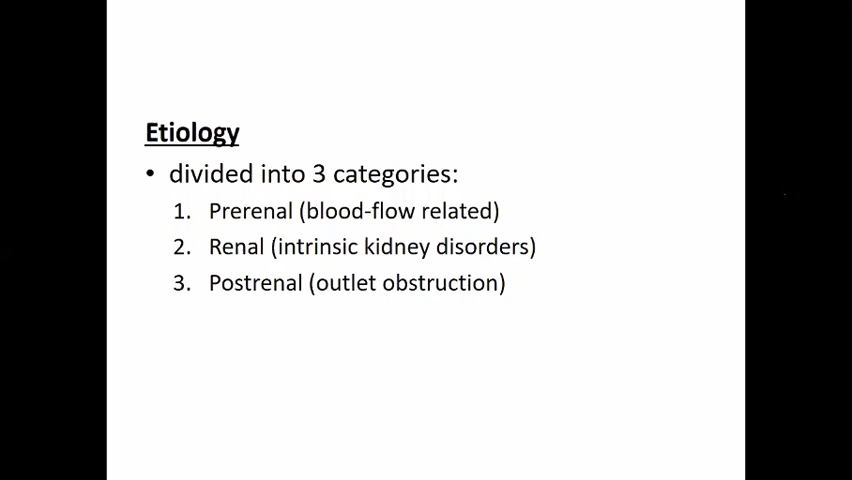 Etiology
• divided into 3 categories:
1. Prerenal (blood-flow related)
2. Renal (intrinsic kidney disorders)
3. Postrenal (outlet obstruction)